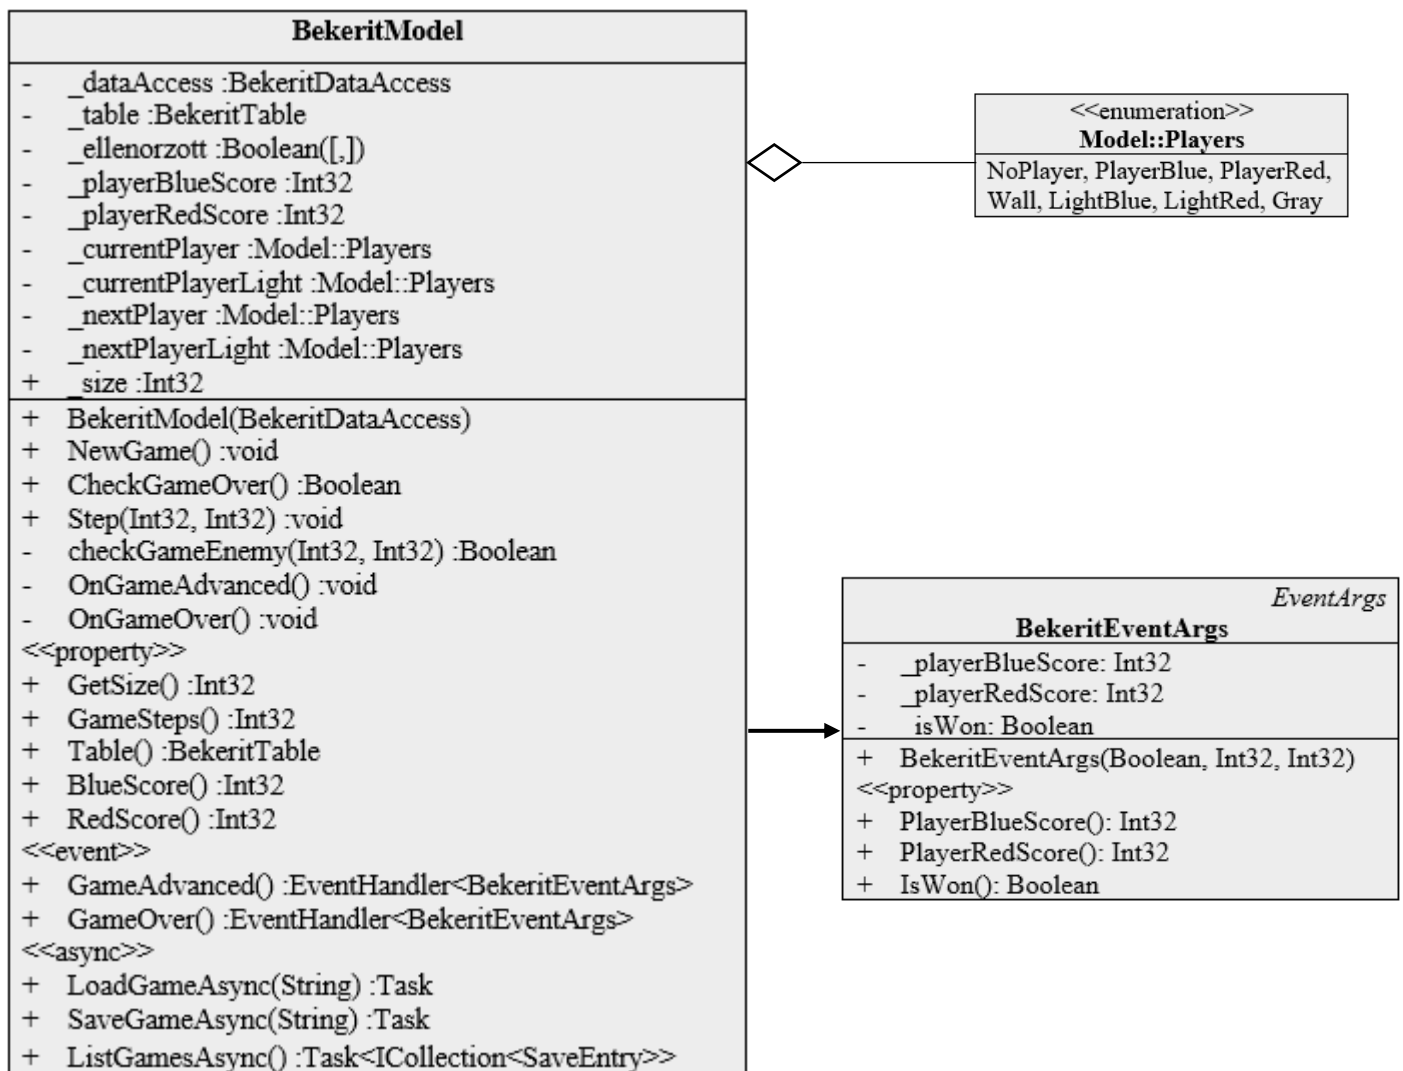 BekeritModel
- _dataAccess :BekeritDataAccess
- _table :BekeritTable
- _ellenorzott :Boolean([,])
- _playerBlueScore :Int32
- _playerRedScore :Int32
- _currentPlayer :Model::Players
- _currentPlayerLight :Model::Players
- _nextPlayer :Model::Players
- _nextPlayerLight :Model::Players
+ _size :Int32
+ BekeritModel(BekeritDataAccess)
+ NewGame() :void
+ CheckGameOver() :Boolean
+ Step(Int32, Int32) :void
- checkGameEnemy(Int32, Int32) :Boolean
- OnGameAdvanced() :void
- OnGameOver() :void
<<property>>
+ GetSize() :Int32
+ GameSteps() :Int32
+ Table() :BekeritTable
+ BlueScore() :Int32
+ RedScore() :Int32
<<event>>
+ GameAdvanced() :EventHandler<BekeritEventArgs>
+ GameOver() :EventHandler<BekeritEventArgs>
<<async>>
+ LoadGameAsync(String) :Task
+ SaveGameAsync(String) :Task
+ ListGamesAsync() :Task<ICollection<SaveEntry>>
<<enumeration>>
Model::Players
NoPlayer, PlayerBlue, PlayerRed,
Wall, LightBlue, LightRed, Gray
EventArgs
BekeritEventArgs
- _playerBlueScore: Int32
- _playerRedScore: Int32
- _isWon: Boolean
+ BekeritEventArgs(Boolean, Int32, Int32)
<<property>>
+ PlayerBlueScore(): Int32
+ PlayerRedScore(): Int32
+ IsWon(): Boolean